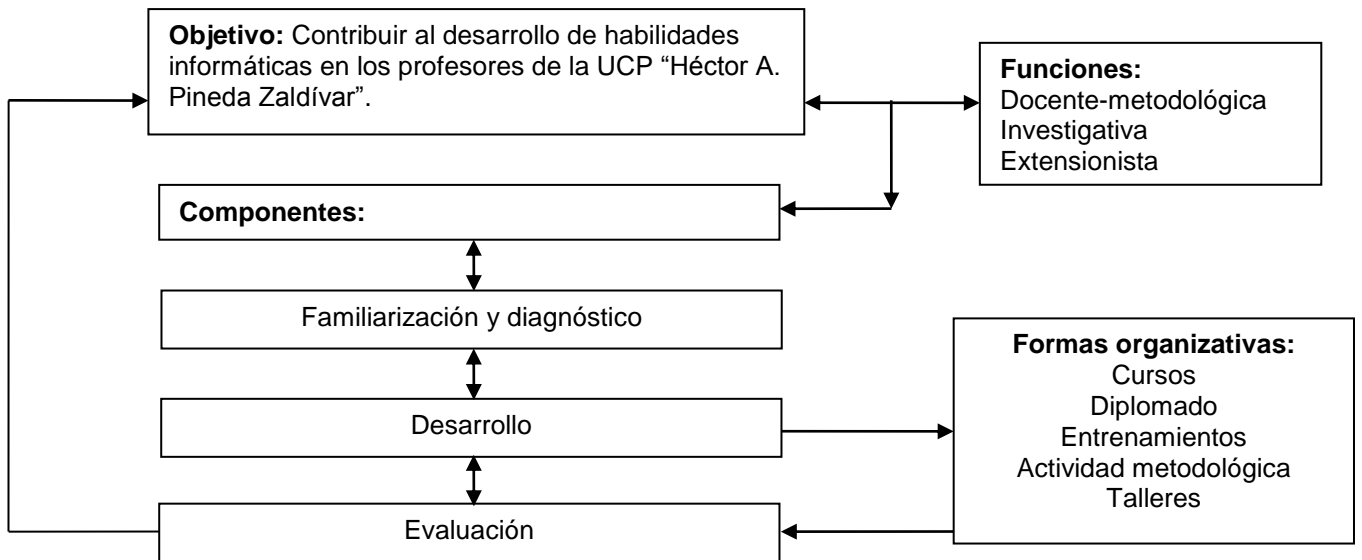 Objetivo: Contribuir al desarrollo de habilidades
informáticas en los profesores de la UCP “Héctor A.
Pineda Zaldívar”.
Funciones:
Docente-metodológica
Investigativa
Extensionista
Componentes:
Familiarización y diagnóstico
Desarrollo
Evaluación
Formas organizativas:
Cursos
Diplomado
Entrenamientos
Actividad metodológica
Talleres